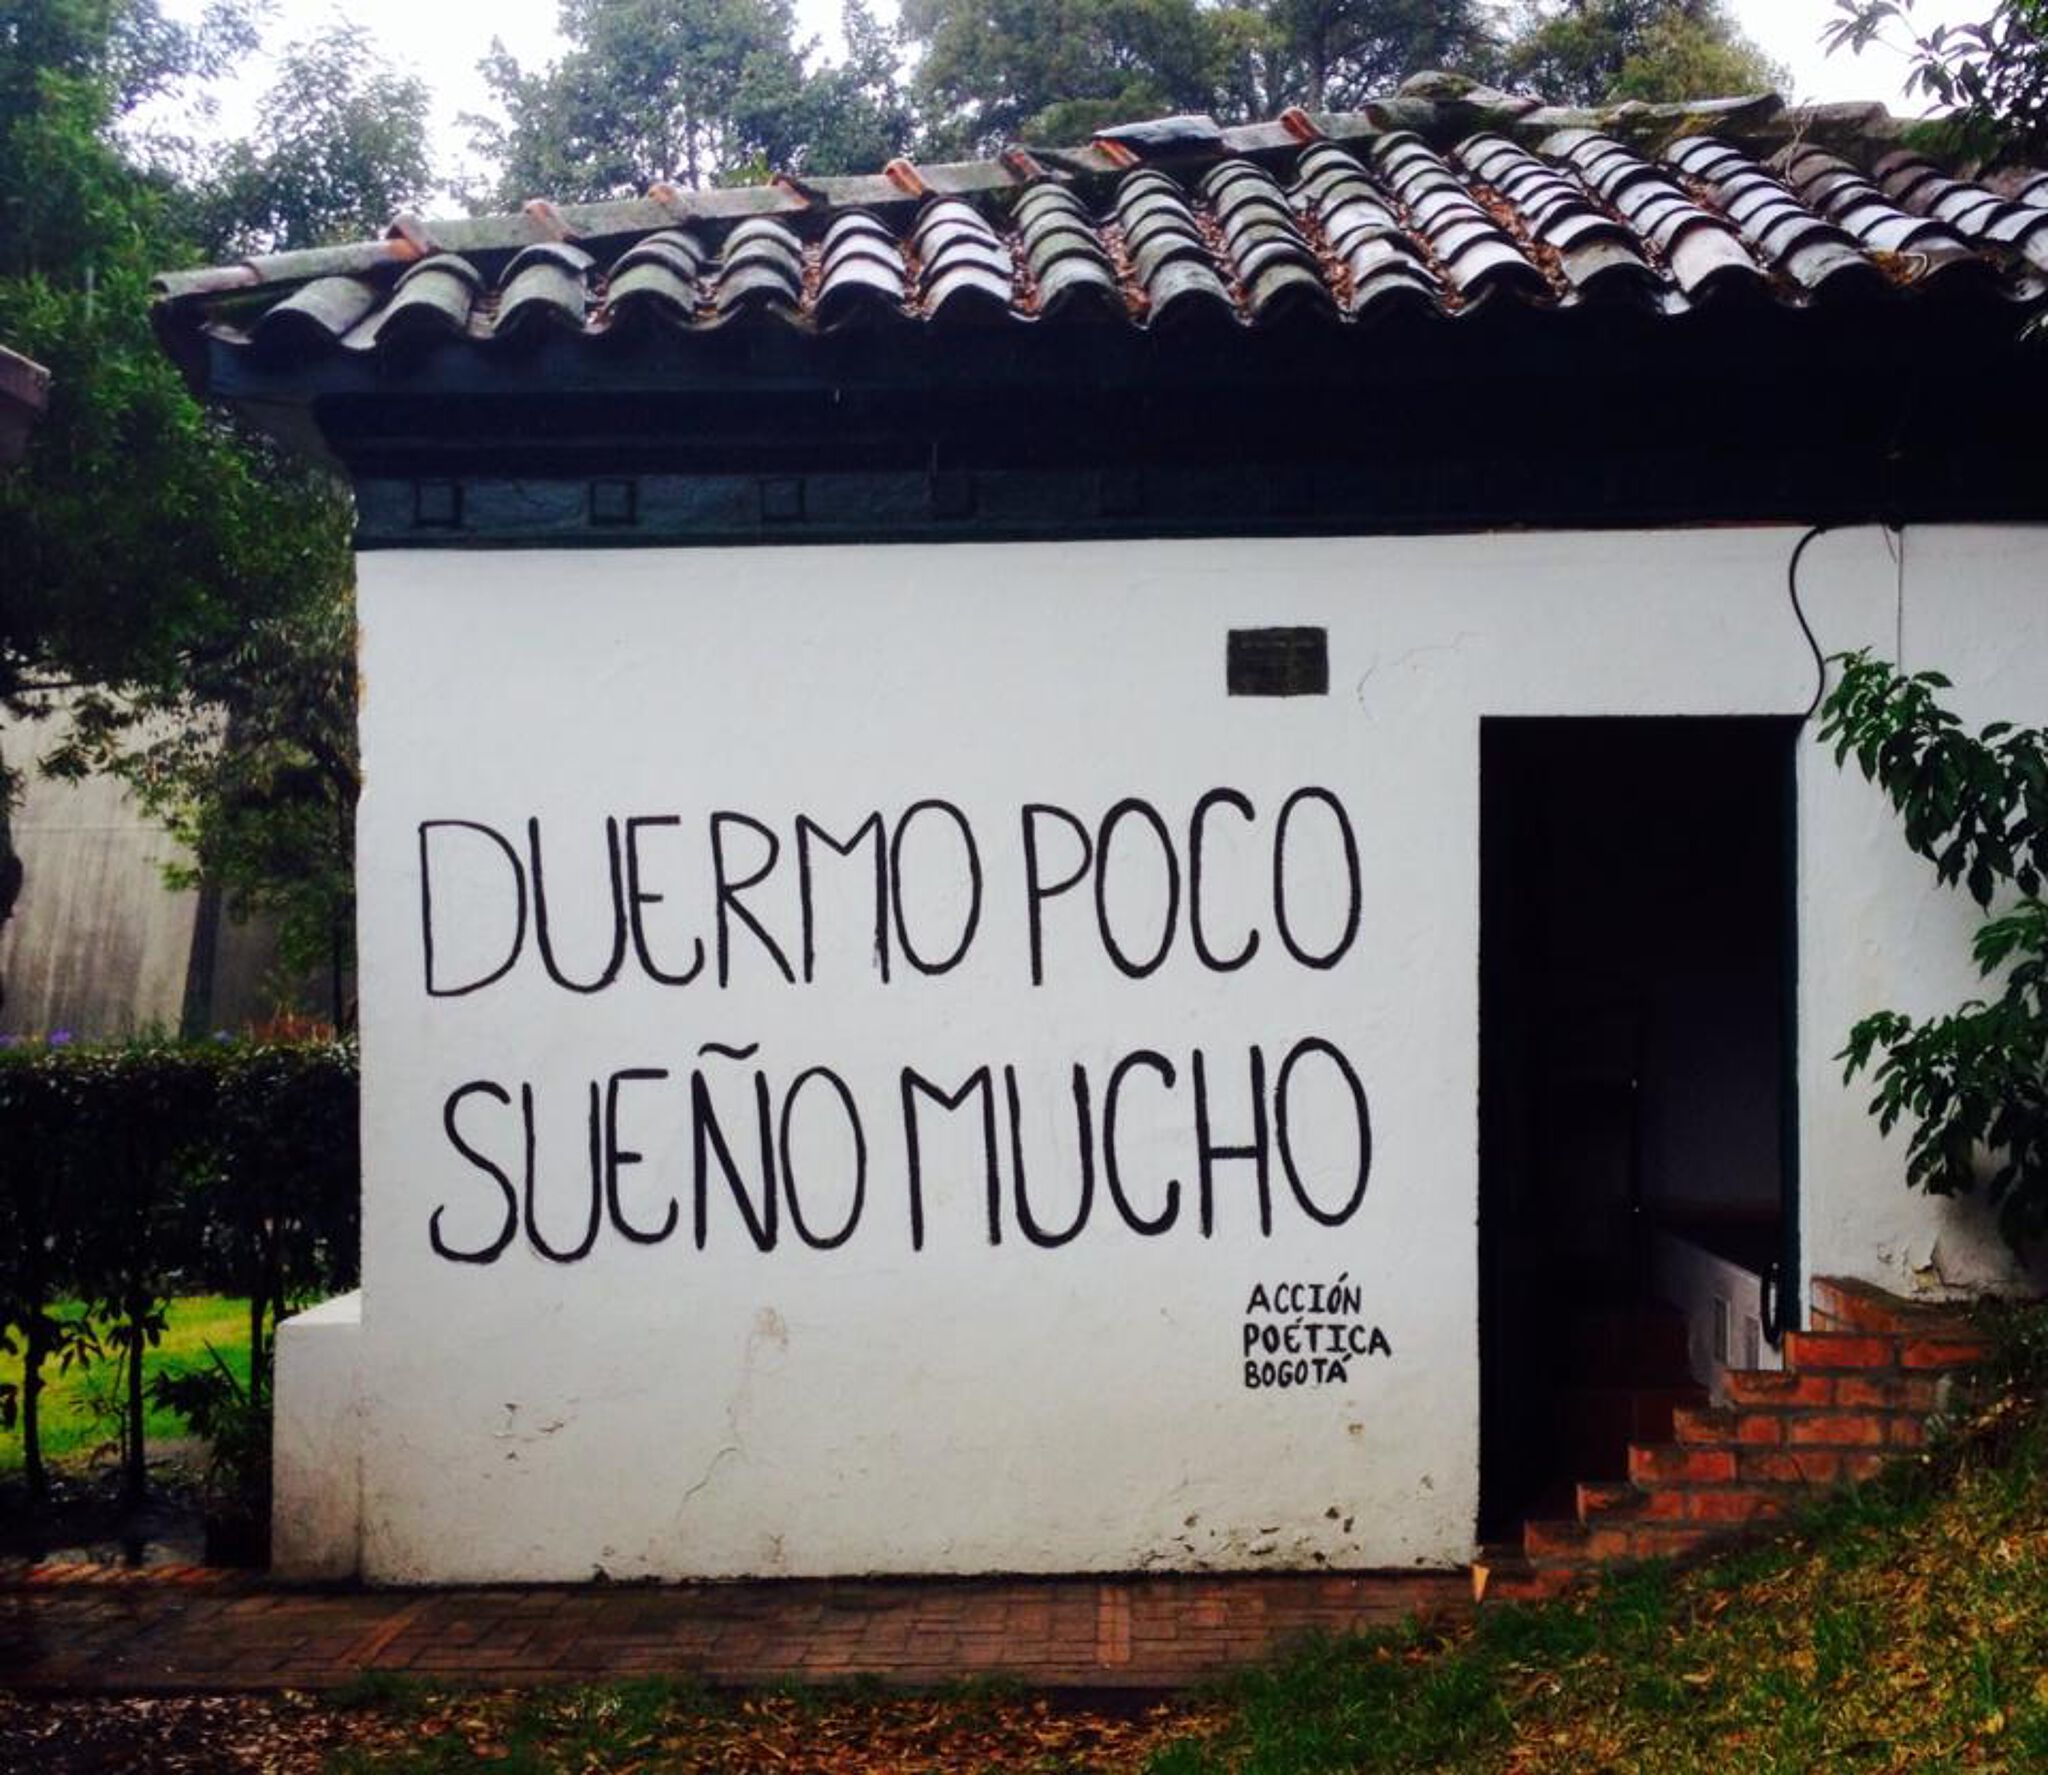 DUERMO POCO
SUEÑO MUCHO
ACCIÓN
POÉTICA
BOGOTÁ